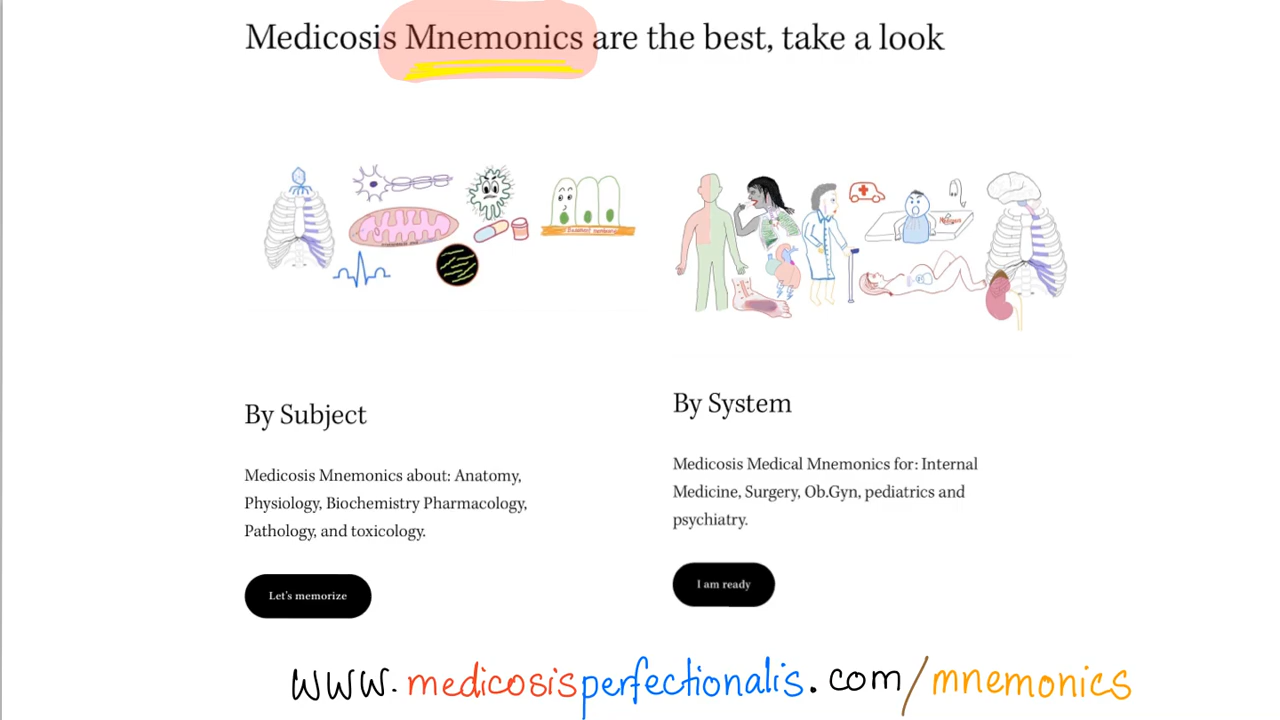 Medicosis Mnemonics are the best, take a look
By Subject
Medicosis Mnemonics about: Anatomy,
Physiology, Biochemistry Pharmacology,
Pathology, and toxicology.
Let's memorize
By System
Medicosis Medical Mnemonics for: Internal
Medicine, Surgery, Ob.Gyn, pediatrics and
psychiatry.
I am ready
www.medicosisperfectionalis.com/mnemonics